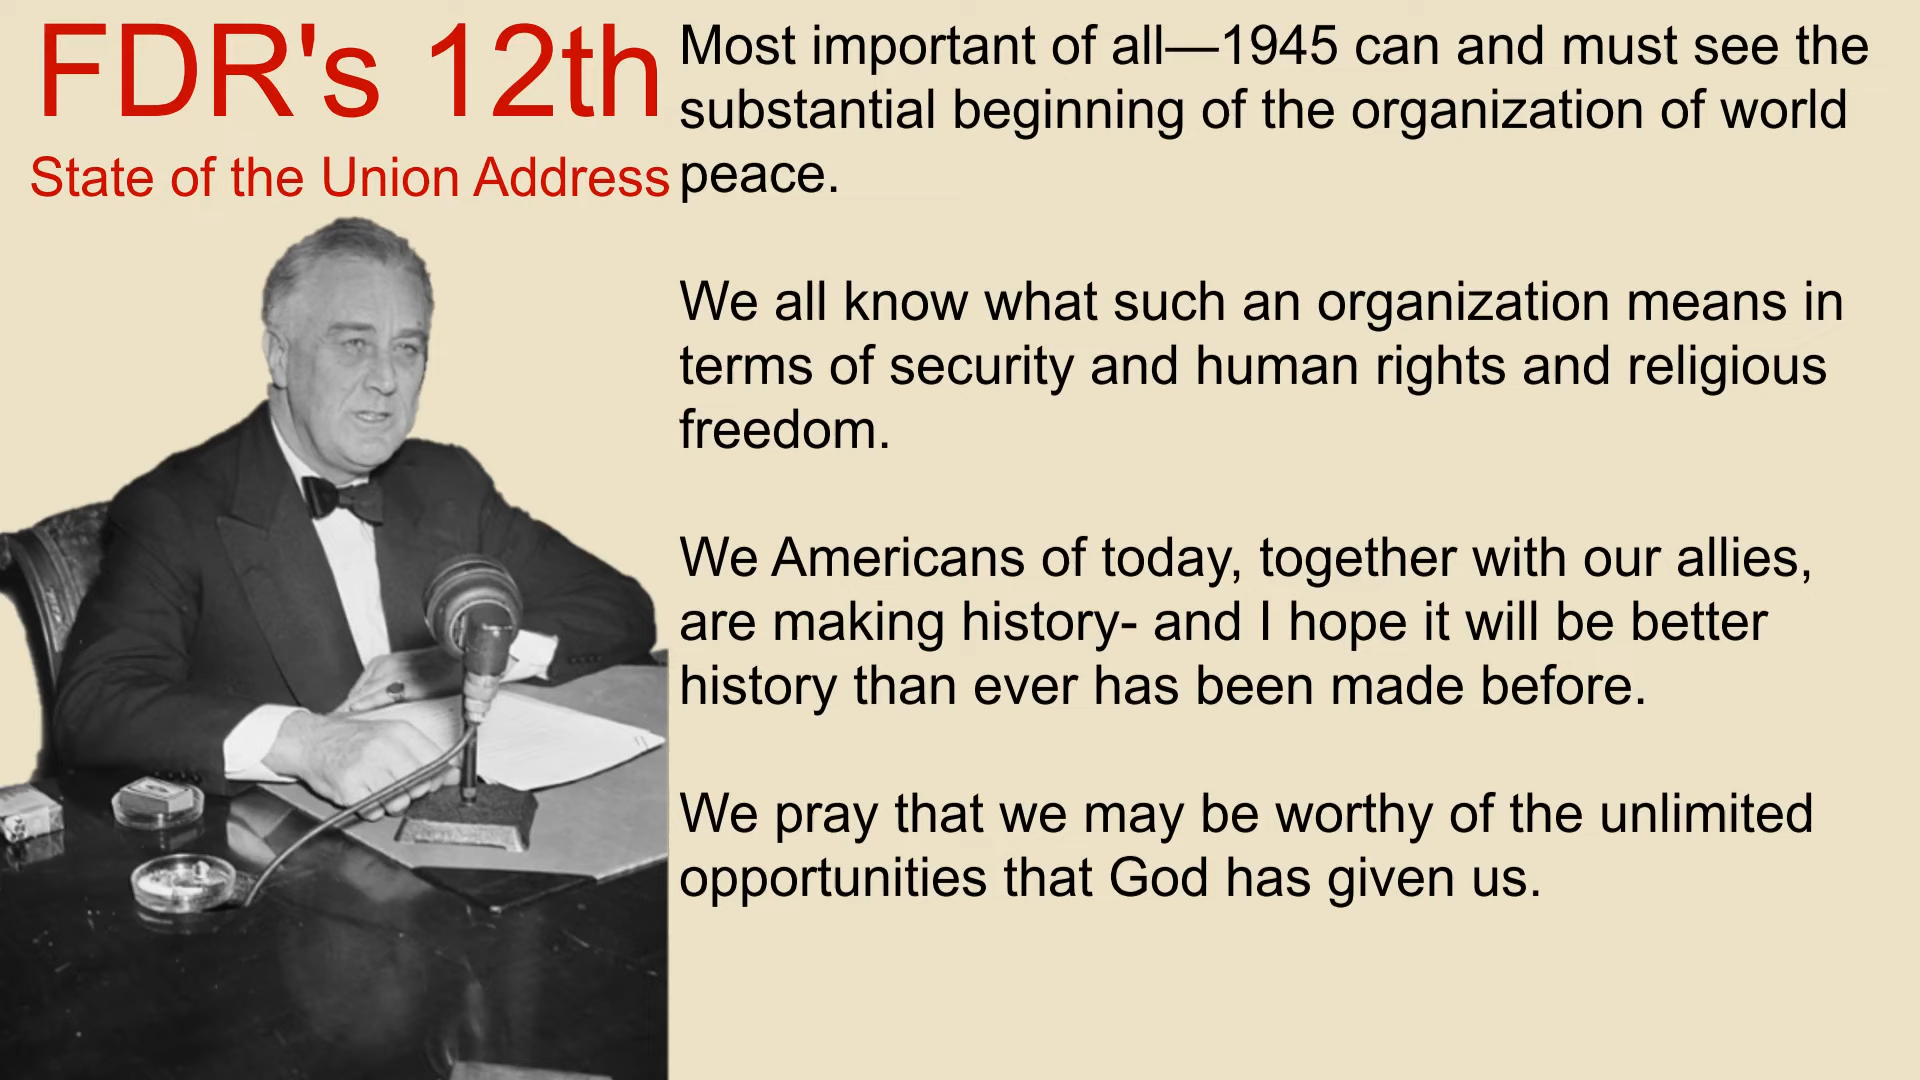 FDR's 12th
State of the Union Address
Most important of all—1945 can and must see the
substantial beginning of the organization of world
peace.
We all know what such an organization means in
terms of security and human rights and religious
freedom.
We Americans of today, together with our allies,
are making history- and I hope it will be better
history than ever has been made before.
We pray that we may be worthy of the unlimited
opportunities that God has given us.